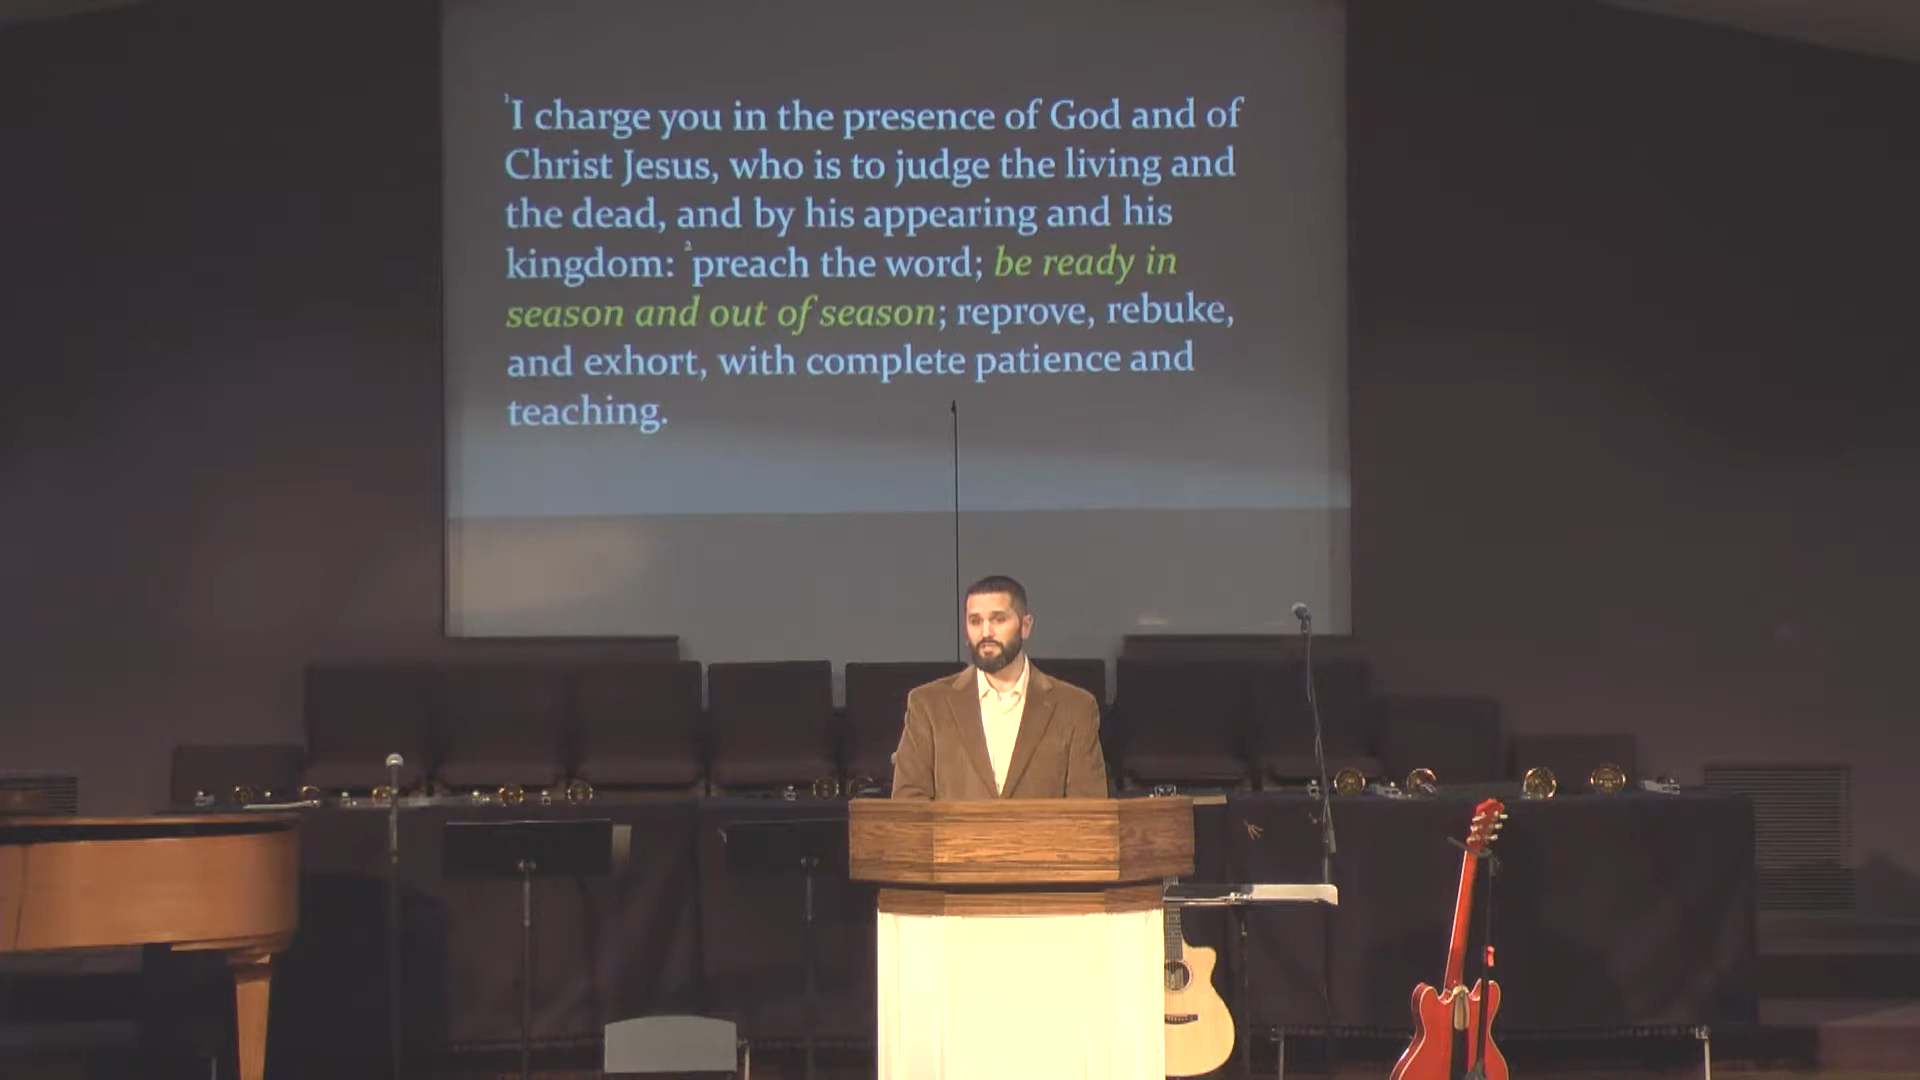 ¹I charge you in the presence of God and of
Christ Jesus, who is to judge the living and
the dead, and by his appearing and his
kingdom: ²preach the word; be ready in
season and out of season; reprove, rebuke,
and exhort, with complete patience and
teaching.